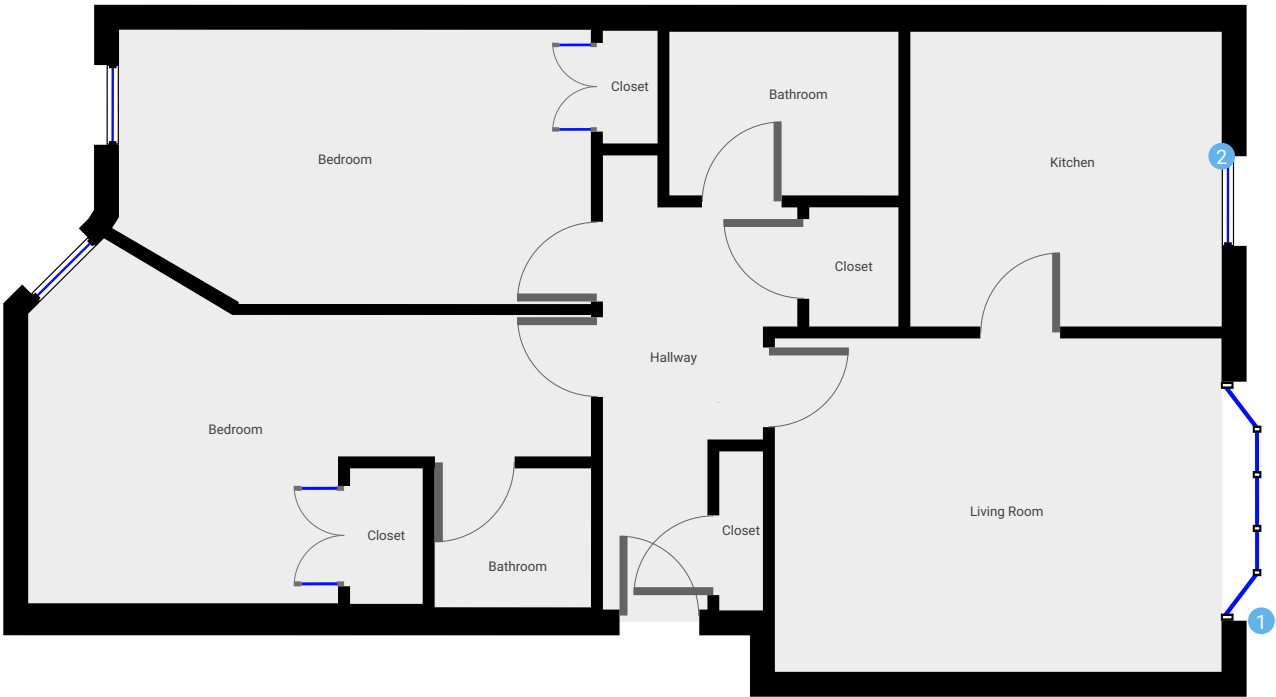 Closet
Bathroom
Bedroom
2
Kitchen
Closet
Hallway
Bedroom
Living Room
Closet
Closet
Bathroom
1